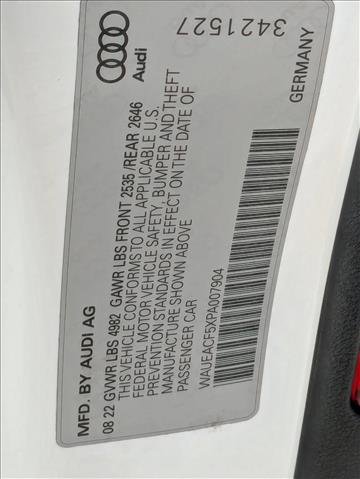 MFD. BY AUDI AG
08 22 GVWR LBS 4982 GAWR LBS FRONT 2535 /REAR 2646
THIS VEHICLE CONFORMS TO ALL APPLICABLE U.S.
FEDERAL MOTOR VEHICLE SAFETY, BUMPER AND THEFT
PREVENTION STANDARDS IN EFFECT ON THE DATE OF
MANUFACTURE SHOWN ABOVE
PASSENGER CAR
WAUEACF5XPA007904
Audi
3421527
GERMANY